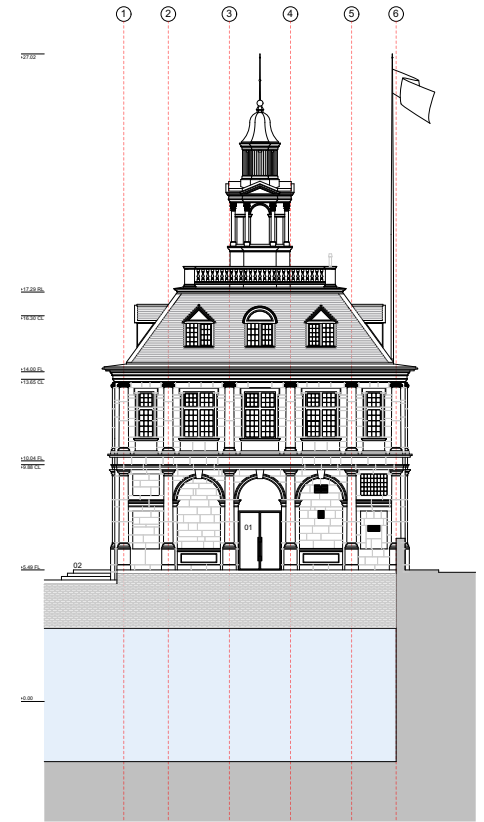 1 2 3 4 5 6
+27.02
+17.29 RL
+16.30 CL
+14.00 FL
+13.65 CL
+10.04 FL
+9.88 CL
01
+5.49 FL
02
+0.00